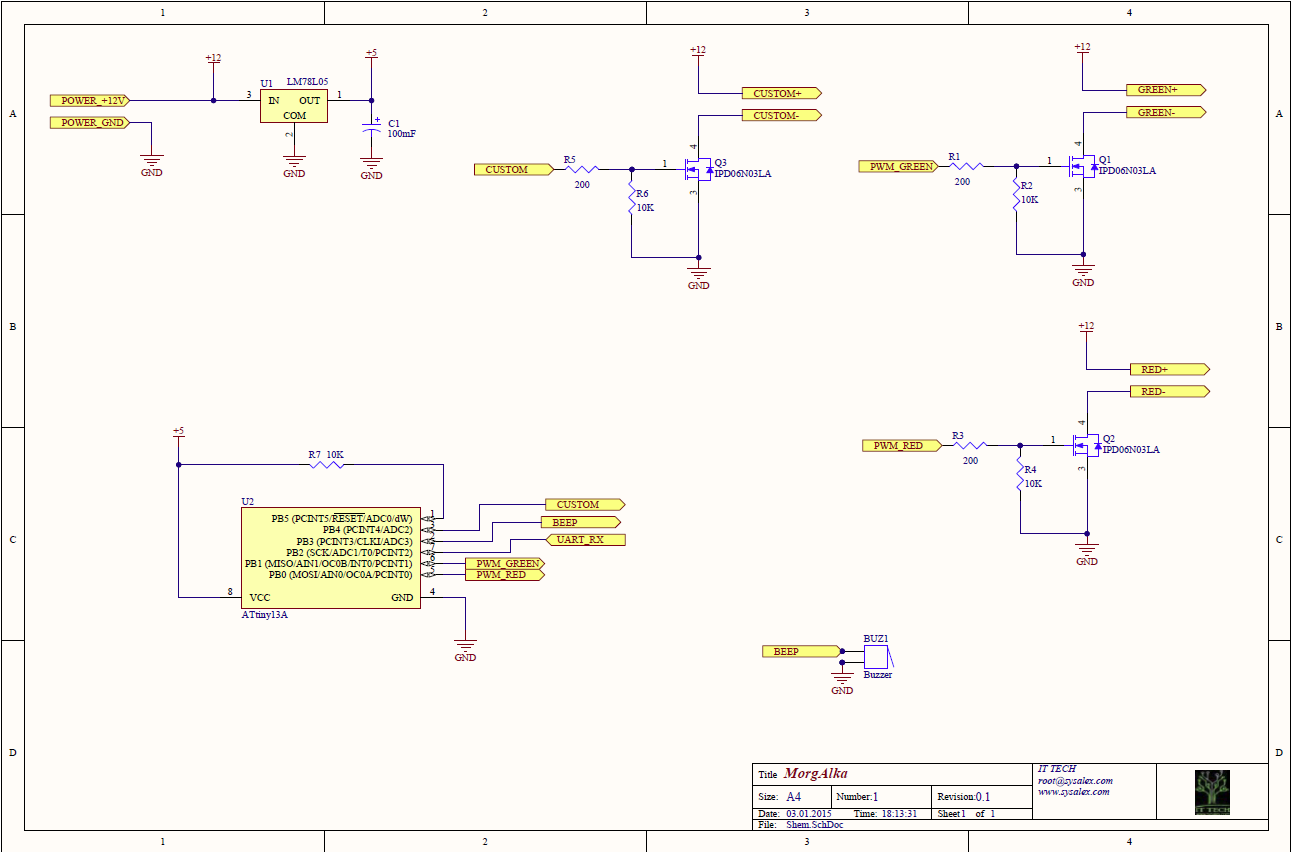 1 2 3 4
A A
B B
C C
D D
1 2 3 4
+12
+5
POWER_+12V
POWER_GND
GND
U1 LM78L05
3 IN OUT 1
COM
2
GND
C1
100mF
+
GND
+12
CUSTOM+
CUSTOM-
CUSTOM
R5
200
R6
10K
1
4
3
Q3
IPD06N03LA
GND
+12
GREEN+
GREEN-
PWM_GREEN
R1
200
R2
10K
1
4
3
Q1
IPD06N03LA
GND
+12
RED+
RED-
PWM_RED
R3
200
R4
10K
1
4
3
Q2
IPD06N03LA
GND
+5
R7 10K
U2
PB5 (PCINT5/RESET/ADC0/dW) 1
PB4 (PCINT4/ADC2)
PB3 (PCINT3/CLKI/ADC3)
PB2 (SCK/ADC1/T0/PCINT2)
PB1 (MISO/AIN1/OC0B/INT0/PCINT1) 6
PB0 (MOSI/AIN0/OC0A/PCINT0)
8 VCC GND 4
ATtiny13A
CUSTOM
BEEP
UART_RX
PWM_GREEN
PWM_RED
GND
BEEP
BUZ1
Buzzer
GND
Title MorgAlka
Size: A4 Number:1 Revision:0.1
Date: 03.01.2015 Time: 18:13:31 Sheet1 of 1
File: Shem.SchDoc
IT TECH
root@sysalex.com
www.sysalex.com
IT TECH